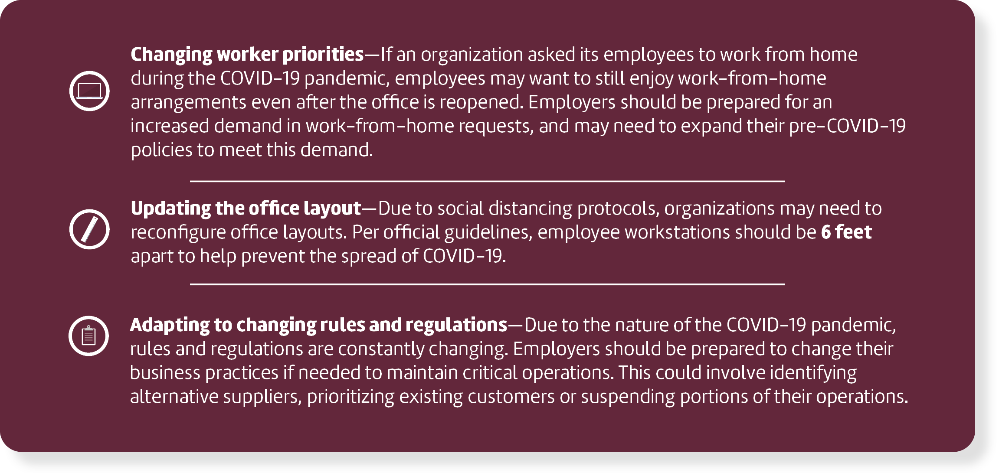 Changing worker priorities—If an organization asked its employees to work from home
during the COVID-19 pandemic, employees may want to still enjoy work-from-home
arrangements even after the office is reopened. Employers should be prepared for an
increased demand in work-from-home requests, and may need to expand their pre-COVID-19
policies to meet this demand.
Updating the office layout—Due to social distancing protocols, organizations may need to
reconfigure office layouts. Per official guidelines, employee workstations should be 6 feet
apart to help prevent the spread of COVID-19.
Adapting to changing rules and regulations—Due to the nature of the COVID-19 pandemic,
rules and regulations are constantly changing. Employers should be prepared to change their
business practices if needed to maintain critical operations. This could involve identifying
alternative suppliers, prioritizing existing customers or suspending portions of their operations.